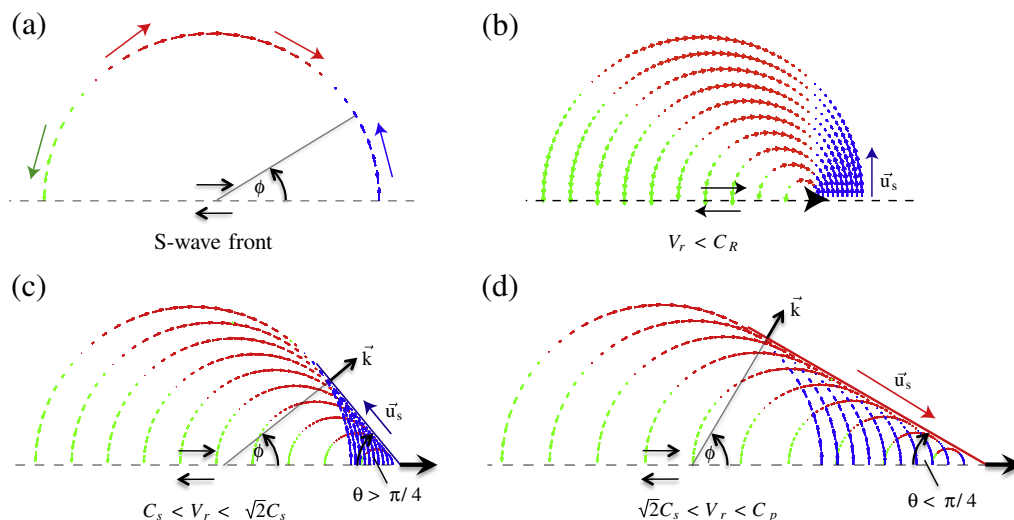 (a)
ϕ
S-wave front
(b)
u⃗s
Vr < CR
(c)
k⃗
u⃗s
ϕ
θ > π/4
Cs < Vr < √2Cs
(d)
k⃗
u⃗s
ϕ
θ < π/4
√2Cs < Vr < Cp